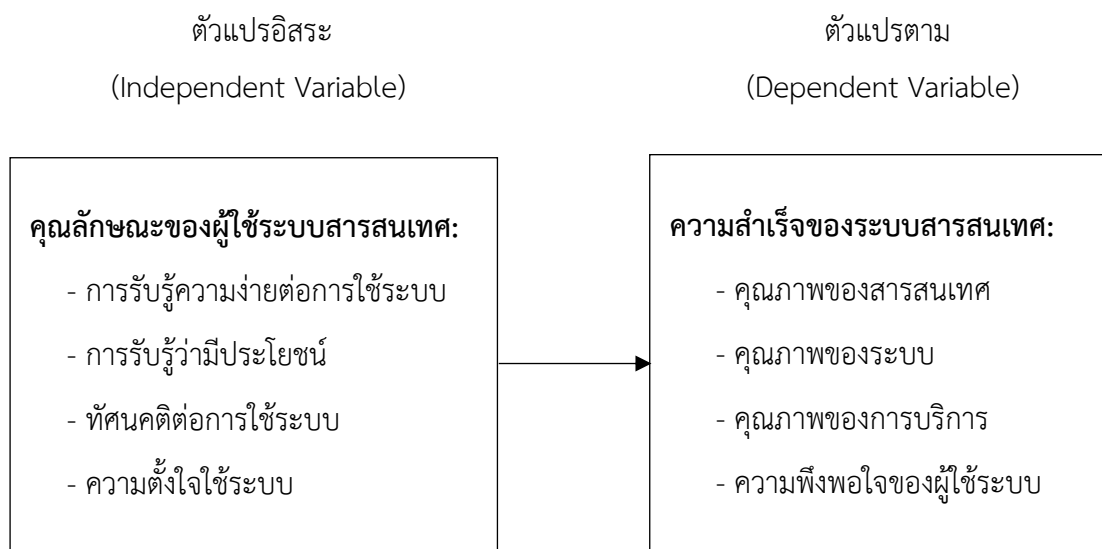 ตัวแปรอิสระ
(Independent Variable)
ตัวแปรตาม
(Dependent Variable)
คุณลักษณะของผู้ใช้ระบบสารสนเทศ:
- การรับรู้ความง่ายต่อการใช้ระบบ
- การรับรู้ว่ามีประโยชน์
- ทัศนคติต่อการใช้ระบบ
- ความตั้งใจใช้ระบบ
ความสำเร็จของระบบสารสนเทศ:
- คุณภาพของสารสนเทศ
- คุณภาพของระบบ
- คุณภาพของการบริการ
- ความพึงพอใจของผู้ใช้ระบบ